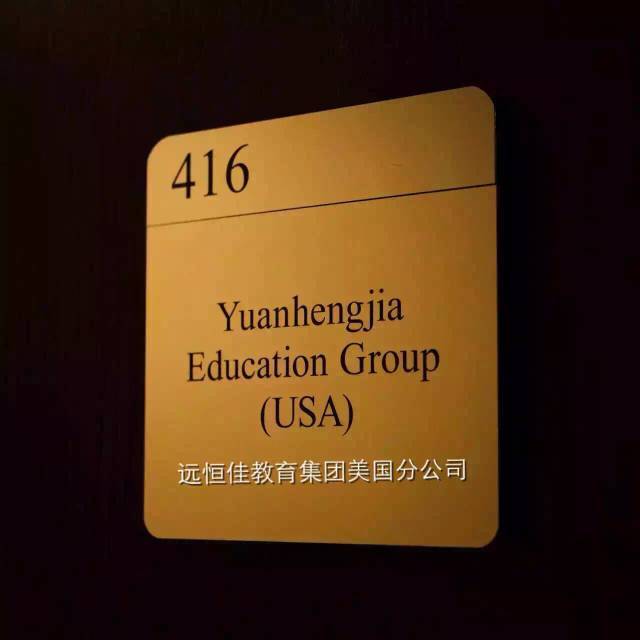 416
Yuanhengjia
Education Group
(USA)
远恒佳教育集团美国分公司